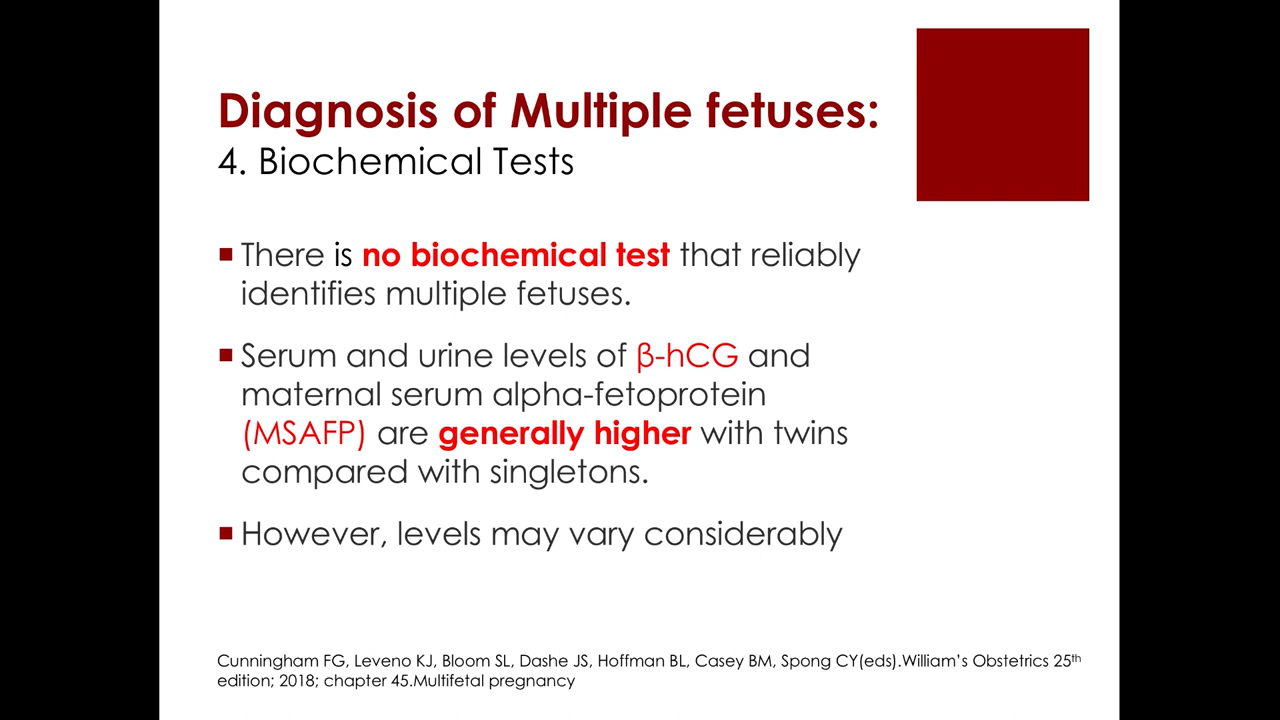 Diagnosis of Multiple fetuses:
4. Biochemical Tests
There is no biochemical test that reliably
identifies multiple fetuses.
Serum and urine levels of β-hCG and
maternal serum alpha-fetoprotein
(MSAFP) are generally higher with twins
compared with singletons.
However, levels may vary considerably
Cunningham FG, Leveno KJ, Bloom SL, Dashe JS, Hoffman BL, Casey BM, Spong CY(eds).William’s Obstetrics 25th
edition; 2018; chapter 45.Multifetal pregnancy